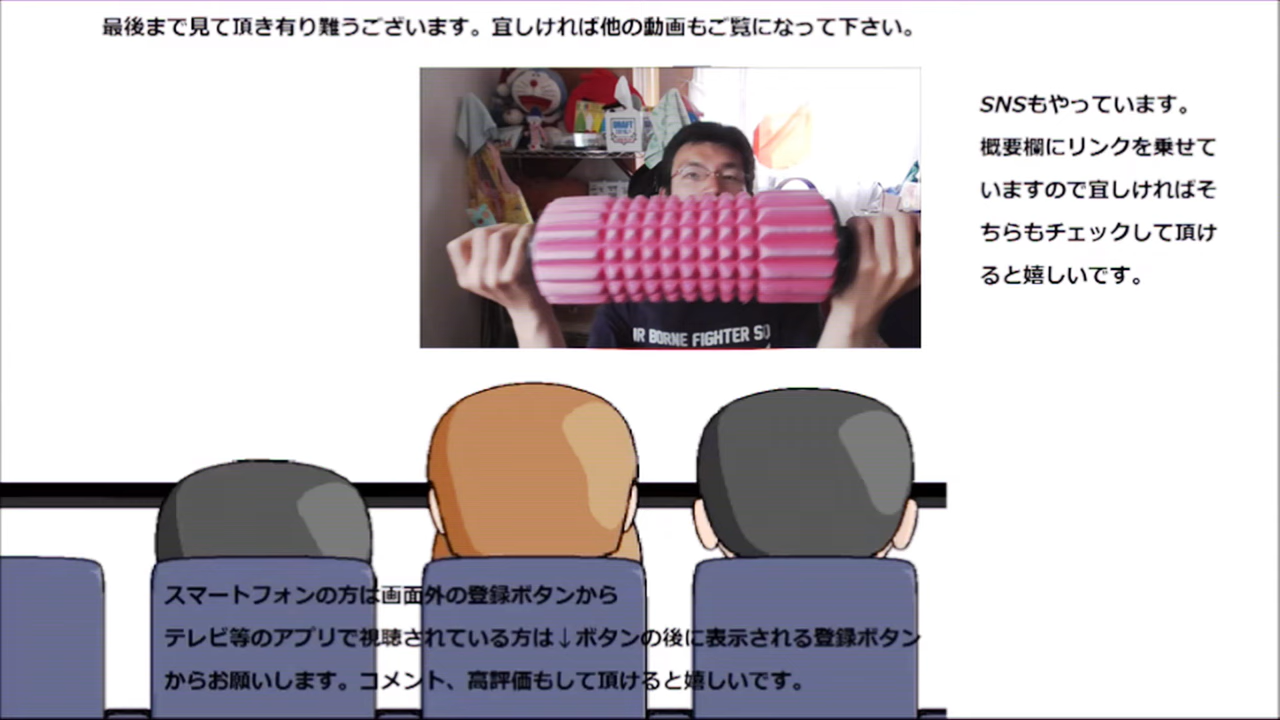 最後まで見て頂き有り難うございます。宜しければ他の動画もご覧になって下さい。
SNSもやっています。
概要欄にリンクを乗せて
いますので宜しければそ
ちらもチェックして頂け
ると嬉しいです。
DRAFT
IR BORNE FIGHTER SO
スマートフォンの方は画面外の登録ボタンから
テレビ等のアプリで視聴されている方は↓ボタンの後に表示される登録ボタン
からお願いします。コメント、高評価もして頂けると嬉しいです。